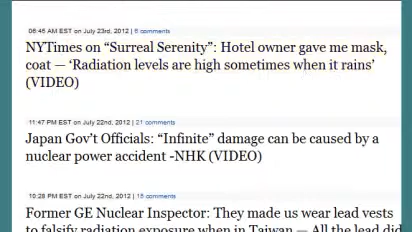 06:45 AM EST on July 23rd, 2012 | 6 comments
NYTimes on “Surreal Serenity”: Hotel owner gave me mask,
coat — ‘Radiation levels are high sometimes when it rains’
(VIDEO)
11:47 PM EST on July 22nd, 2012 | 21 comments
Japan Gov’t Officials: “Infinite” damage can be caused by a
nuclear power accident -NHK (VIDEO)
10:28 PM EST on July 22nd, 2012 | 15 comments
Former GE Nuclear Inspector: They made us wear lead vests
to falsify radiation exposure when in Taiwan — All the lead did